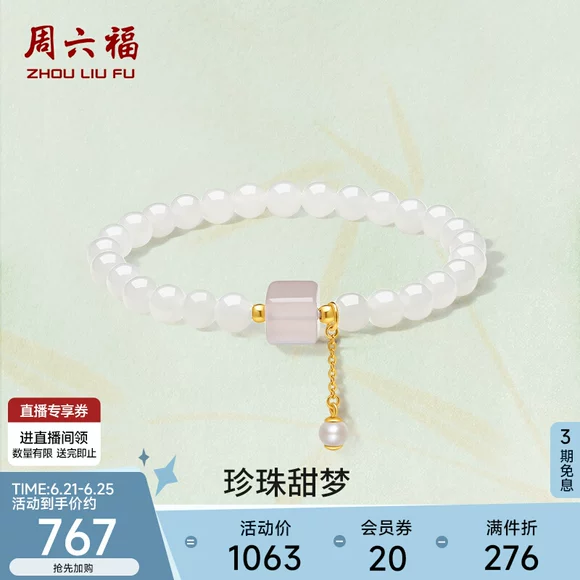 周六福
ZHOU LIU FU
直播专享券
进直播间领
数量有限 送完即止
3期免息
珍珠甜梦
TIME:6.21-6.25
活动到手价约
767
抢先加购
=
活动价
1063
-
会员券
20
-
满件折
276